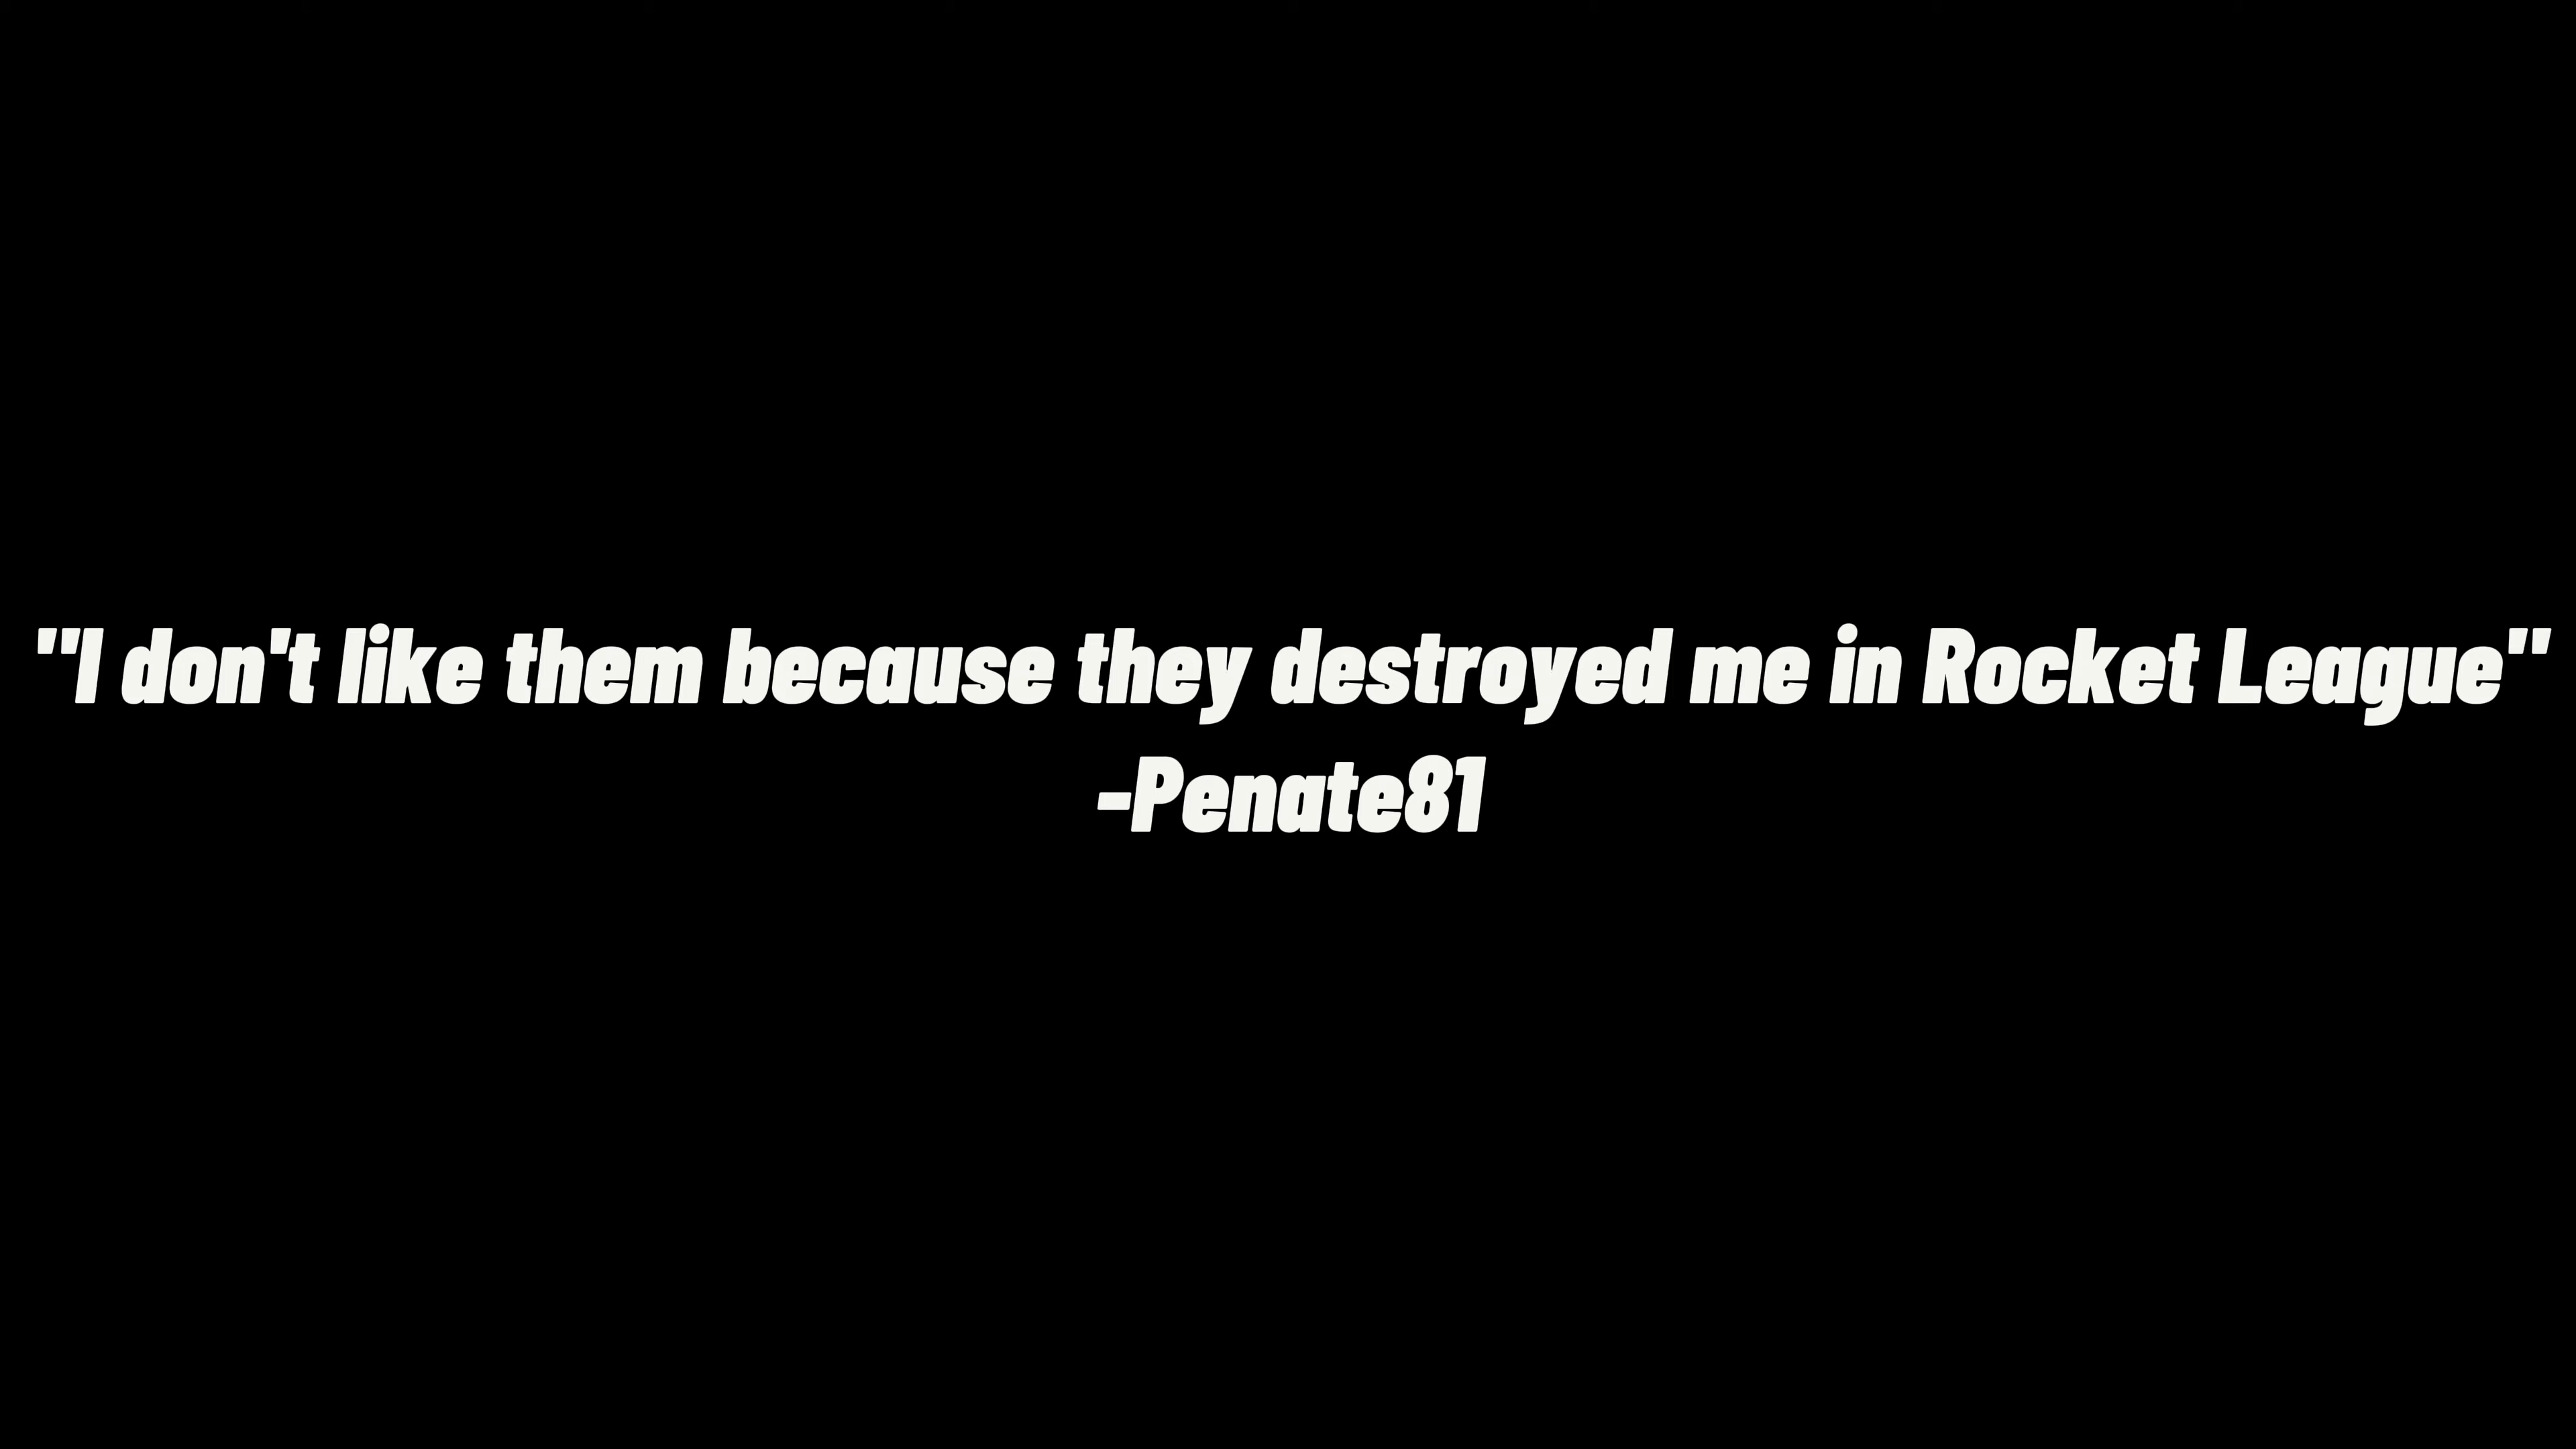 "I don't like them because they destroyed me in Rocket League"
-Penate81